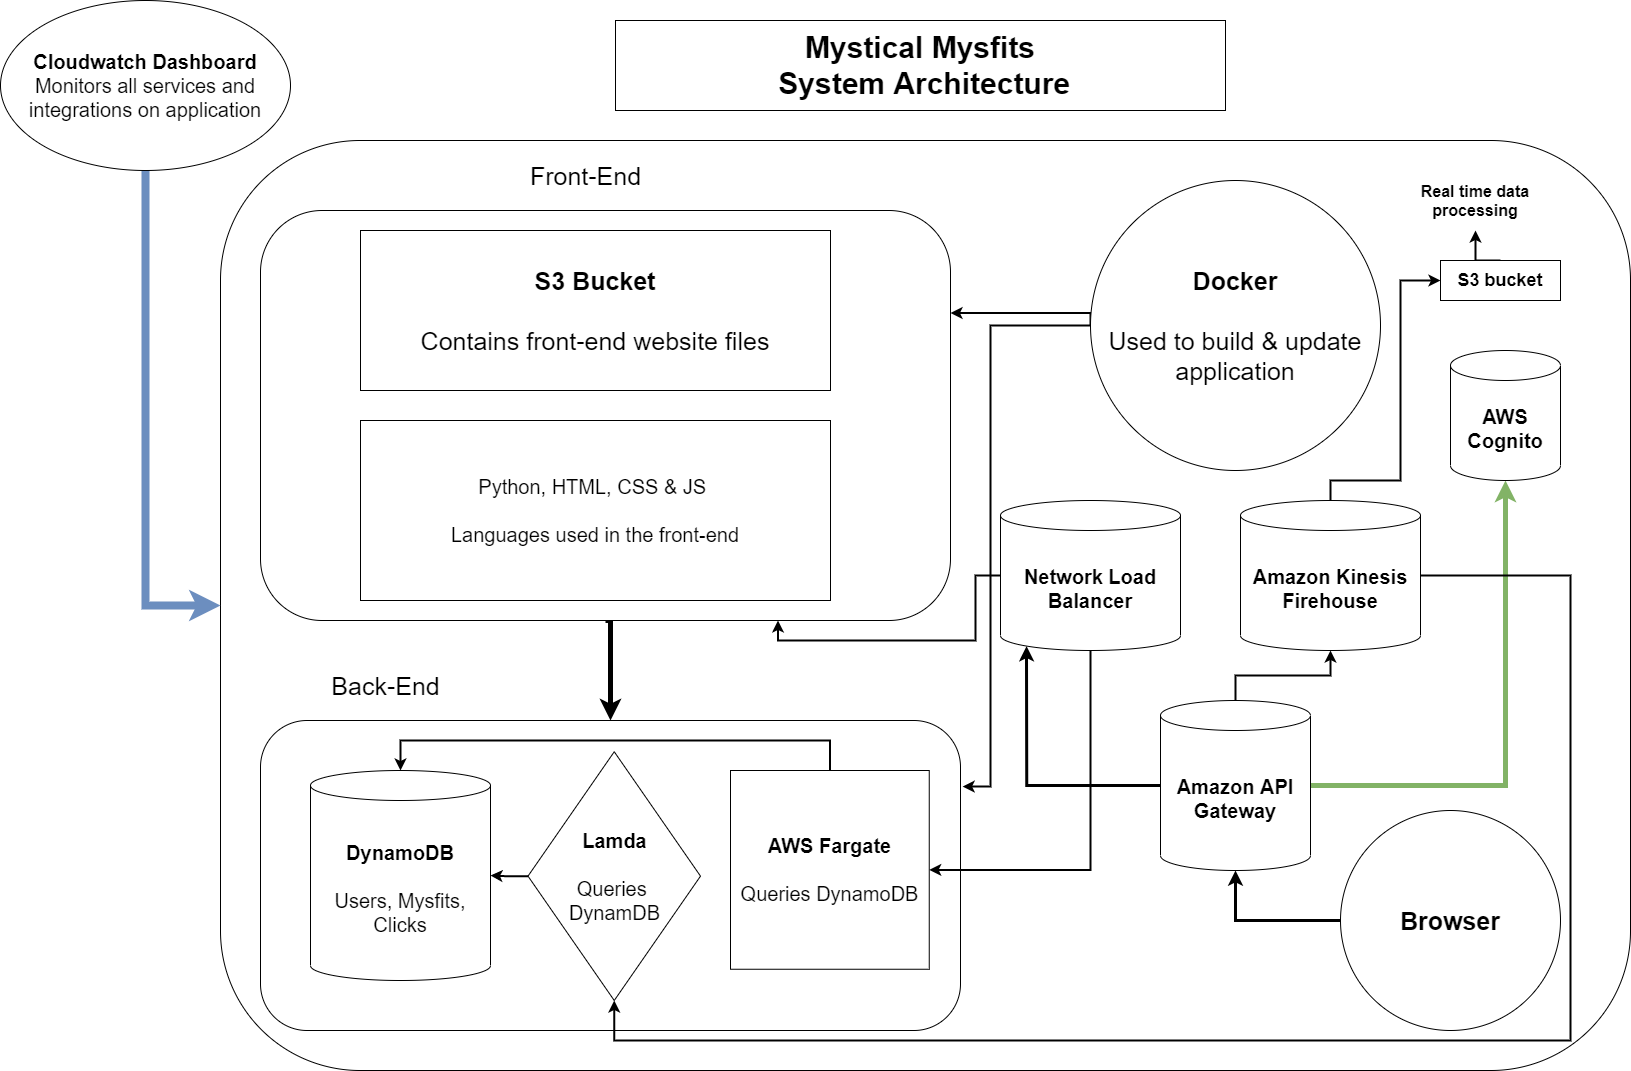 Cloudwatch Dashboard
Monitors all services and
integrations on application
Mystical Mysfits
System Architecture
Front-End
S3 Bucket
Contains front-end website files
Python, HTML, CSS & JS
Languages used in the front-end
Docker
Used to build & update
application
Real time data
processing
S3 bucket
AWS
Cognito
Network Load
Balancer
Amazon Kinesis
Firehouse
Back-End
DynamoDB
Users, Mysfits,
Clicks
Lamda
Queries
DynamDB
AWS Fargate
Queries DynamoDB
Amazon API
Gateway
Browser